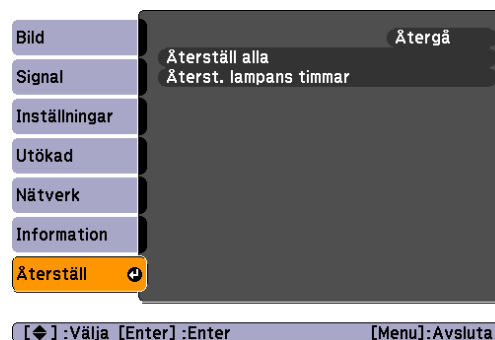 Bild
Signal
Inställningar
Utökad
Nätverk
Information
Återställ
Återgå
Återställ alla
Återst. lampans timmar
[◆] :Välja [Enter] :Enter [Menu]:Avsluta